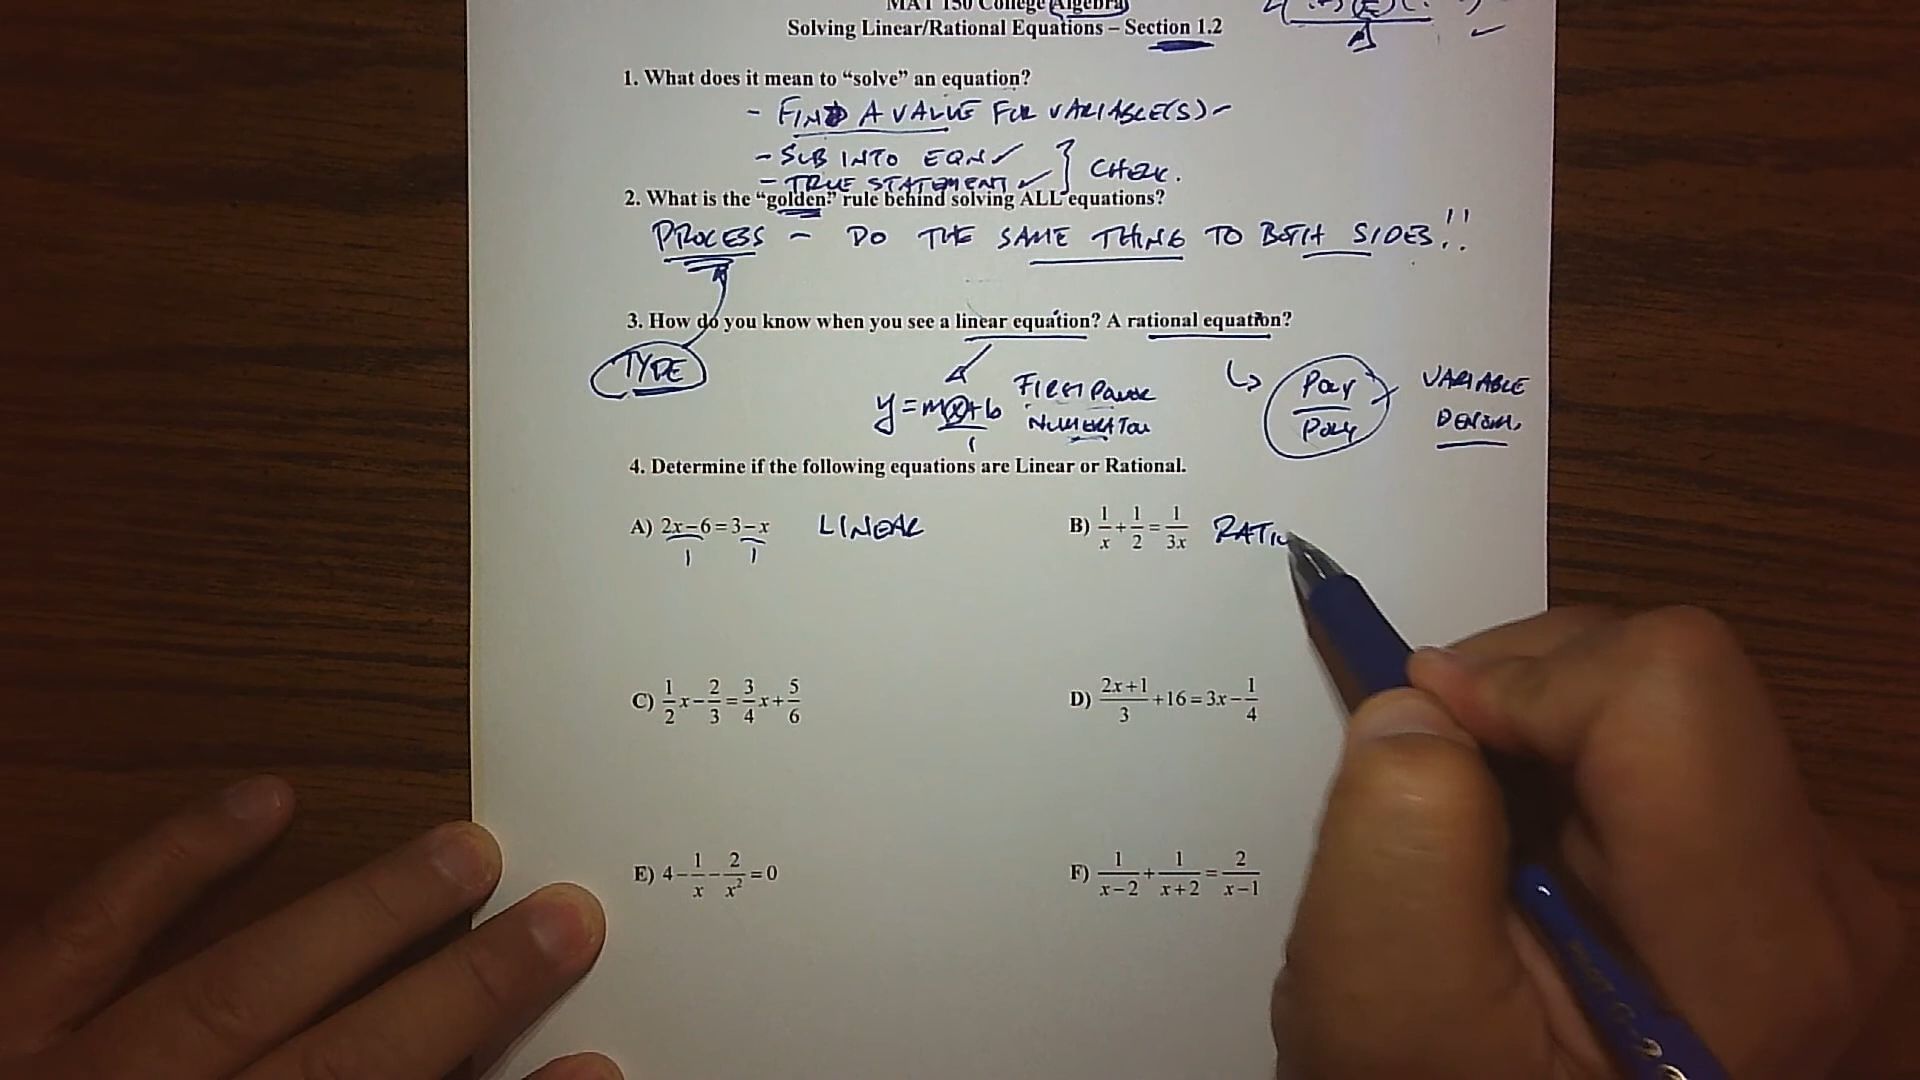 MAT 150 College Algebra
Solving Linear/Rational Equations – Section 1.2
1. What does it mean to “solve” an equation?
- FIND A VALUE FOR VARIABLE(S) -
- SUB INTO EQN ✓
- TRUE STATEMENT ✓ } CHECK.
2. What is the “golden” rule behind solving ALL equations?
PROCESS - DO THE SAME THING TO BOTH SIDES!!
3. How do you know when you see a linear equation? A rational equation?
TYPE
y = mx + b
1
FIRST POWER
NUMERATOR
POLY
POLY
VARIABLE
DENOM.
4. Determine if the following equations are Linear or Rational.
A) 2x – 6 = 3 – x LINEAR
1 1
B) 1/x + 1/2 = 1/3x RATIO
C) 1/2 x – 2/3 = 3/4 x + 5/6
D) 2x+1/3 + 16 = 3x – 1/4
E) 4 – 1/x – 2/x² = 0
F) 1/x–2 + 1/x+2 = 2/x–1